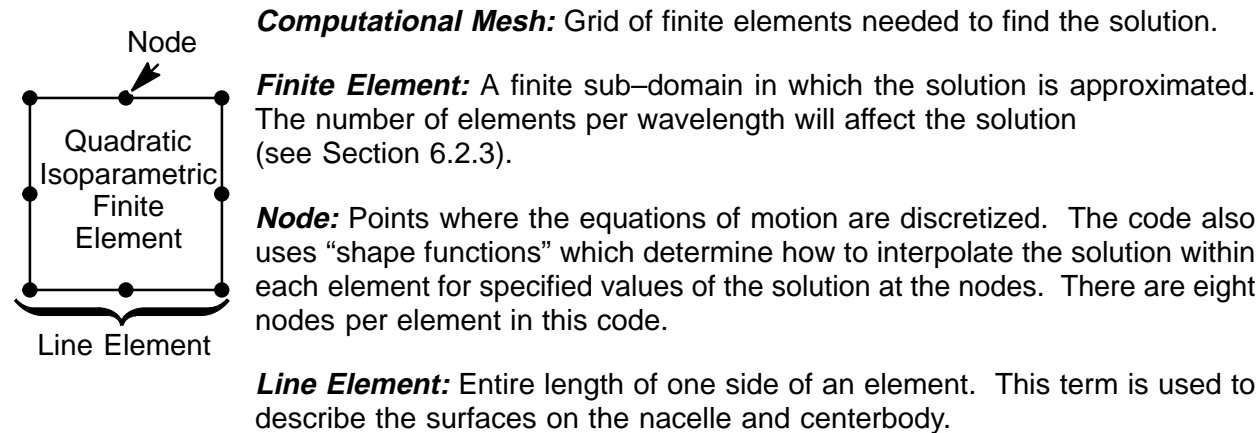 Node
Quadratic
Isoparametric
Finite
Element
Line Element
Computational Mesh: Grid of finite elements needed to find the solution.
Finite Element: A finite sub–domain in which the solution is approximated.
The number of elements per wavelength will affect the solution
(see Section 6.2.3).
Node: Points where the equations of motion are discretized. The code also
uses “shape functions” which determine how to interpolate the solution within
each element for specified values of the solution at the nodes. There are eight
nodes per element in this code.
Line Element: Entire length of one side of an element. This term is used to
describe the surfaces on the nacelle and centerbody.